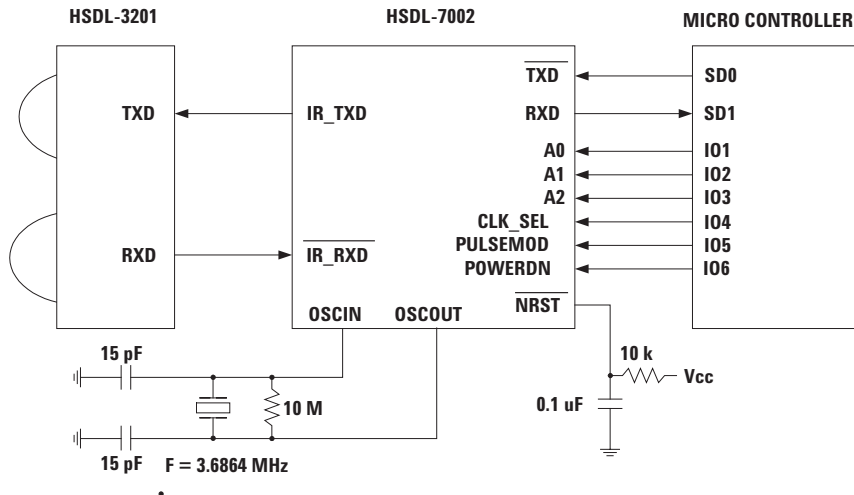 HSDL-3201
HSDL-7002
MICRO CONTROLLER
TXD
SD0
TXD
IR_TXD
RXD
SD1
A0
IO1
A1
IO2
A2
IO3
CLK_SEL
IO4
RXD
IR_RXD
PULSEMOD
IO5
POWERDN
IO6
NRST
OSCIN
OSCOUT
15 pF
10 k
Vcc
10 M
0.1 uF
15 pF
F = 3.6864 MHz